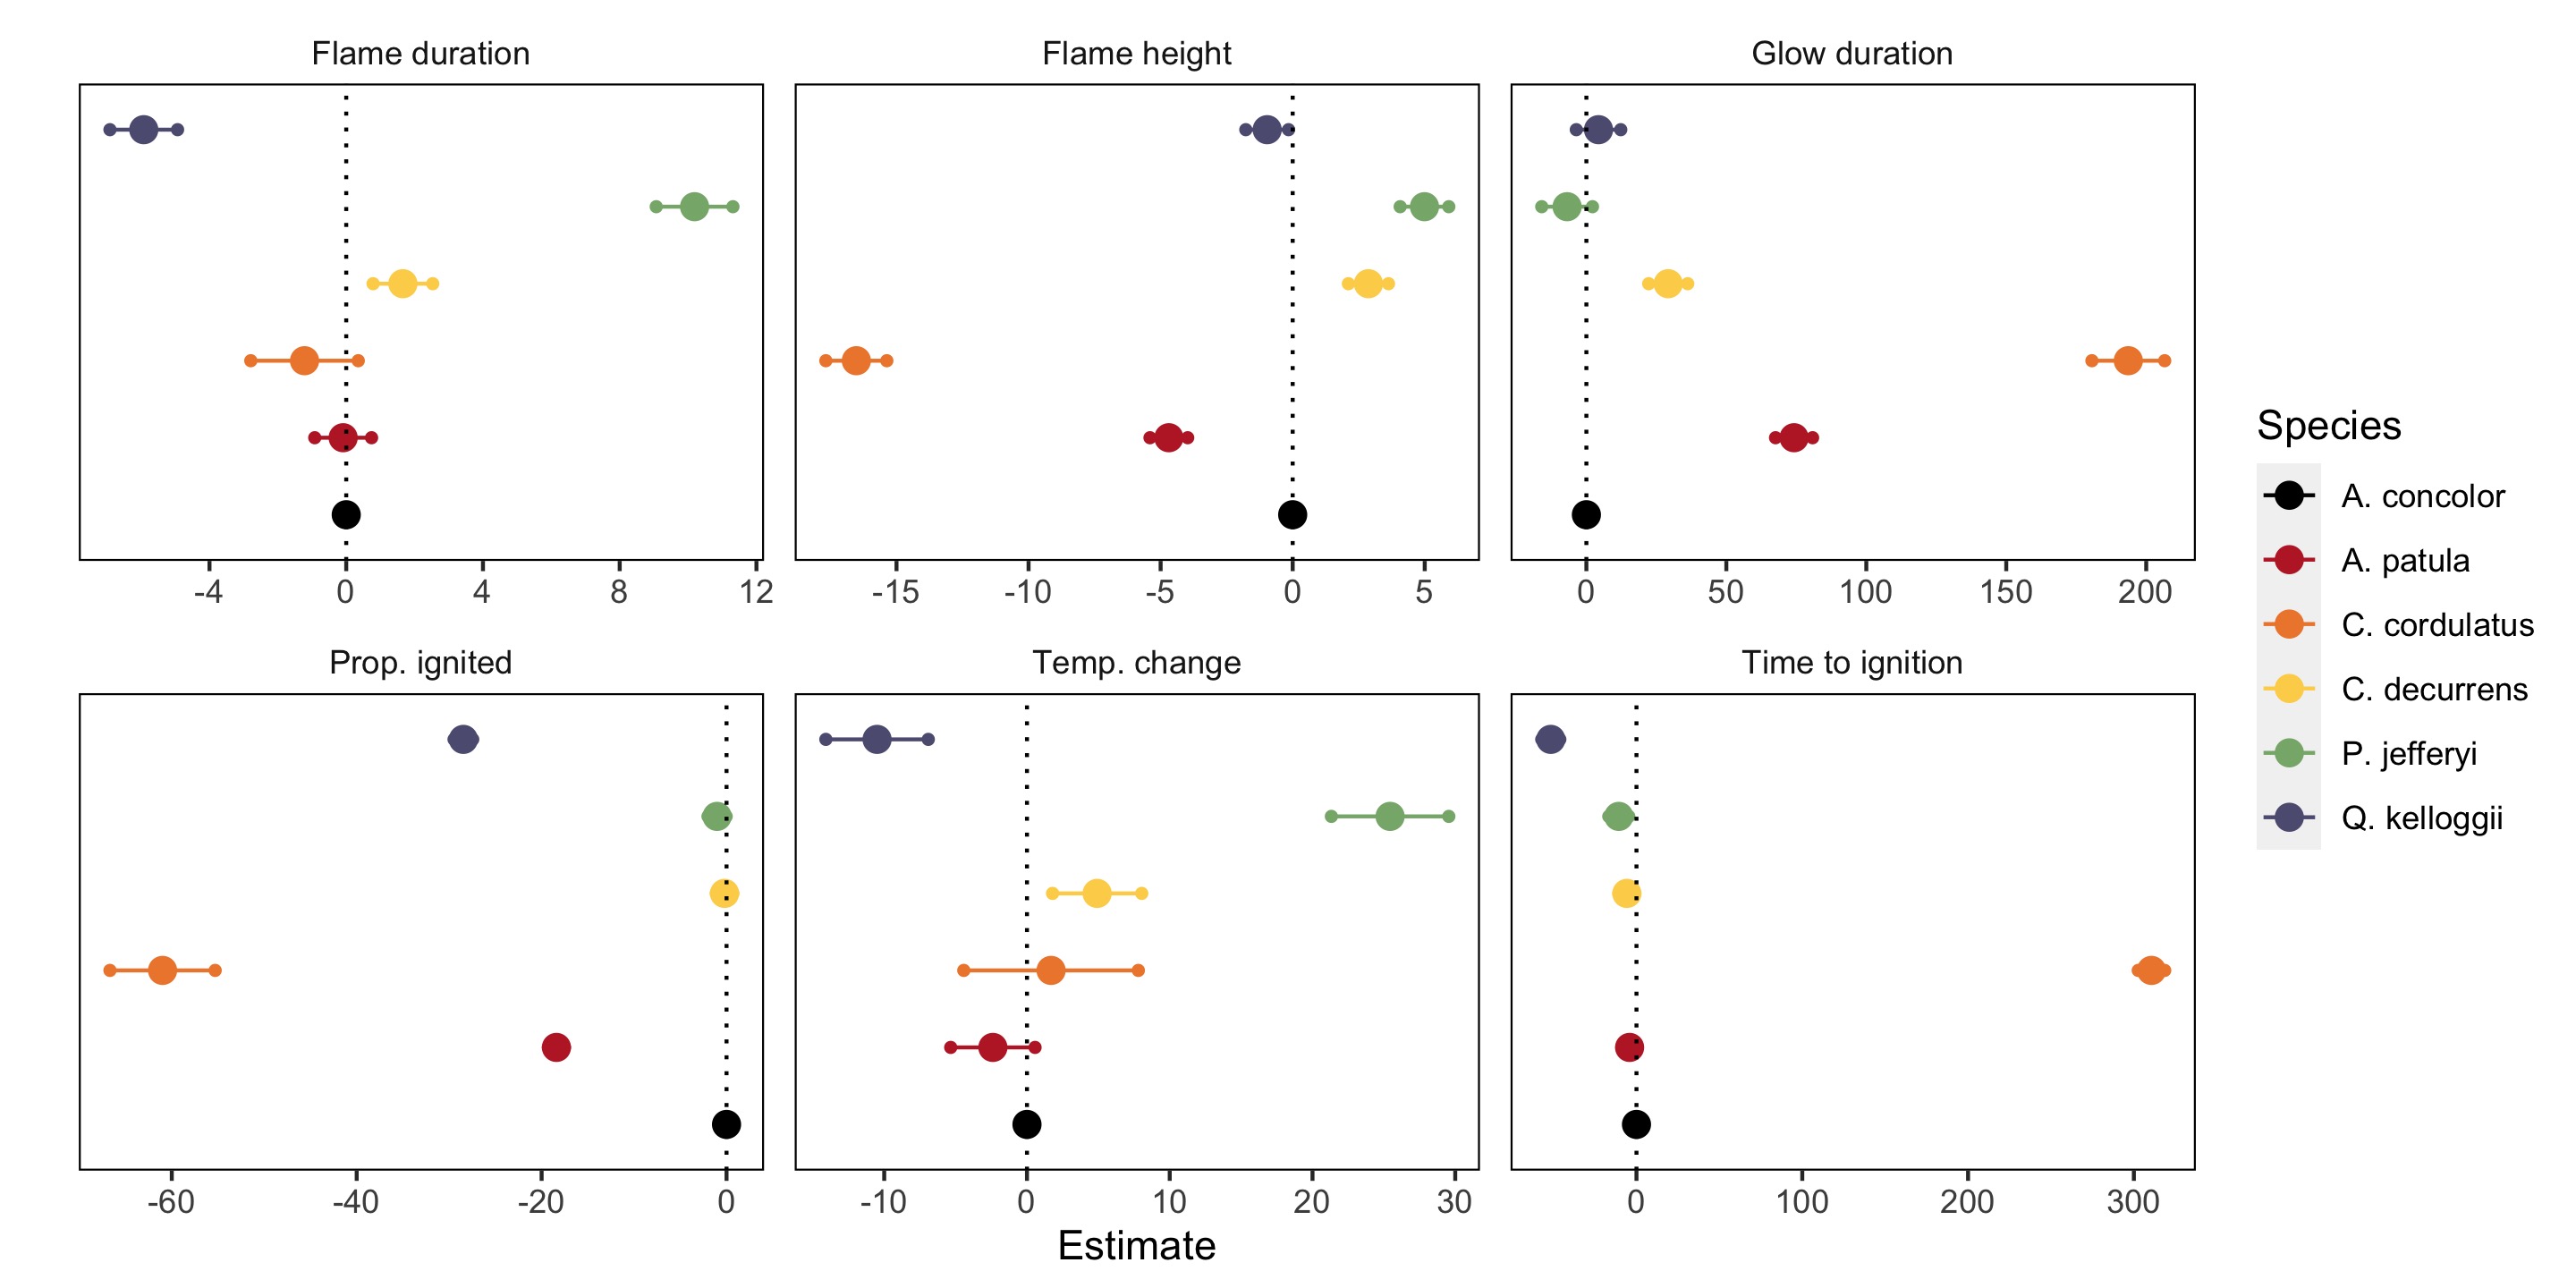 Flame duration
Flame height
Glow duration
-4 0 4 8 12
-15 -10 -5 0 5
0 50 100 150 200
Prop. ignited
Temp. change
Time to ignition
-60 -40 -20 0
-10 0 10 20 30
0 100 200 300
Estimate
Species
A. concolor
A. patula
C. cordulatus
C. decurrens
P. jefferyi
Q. kelloggii